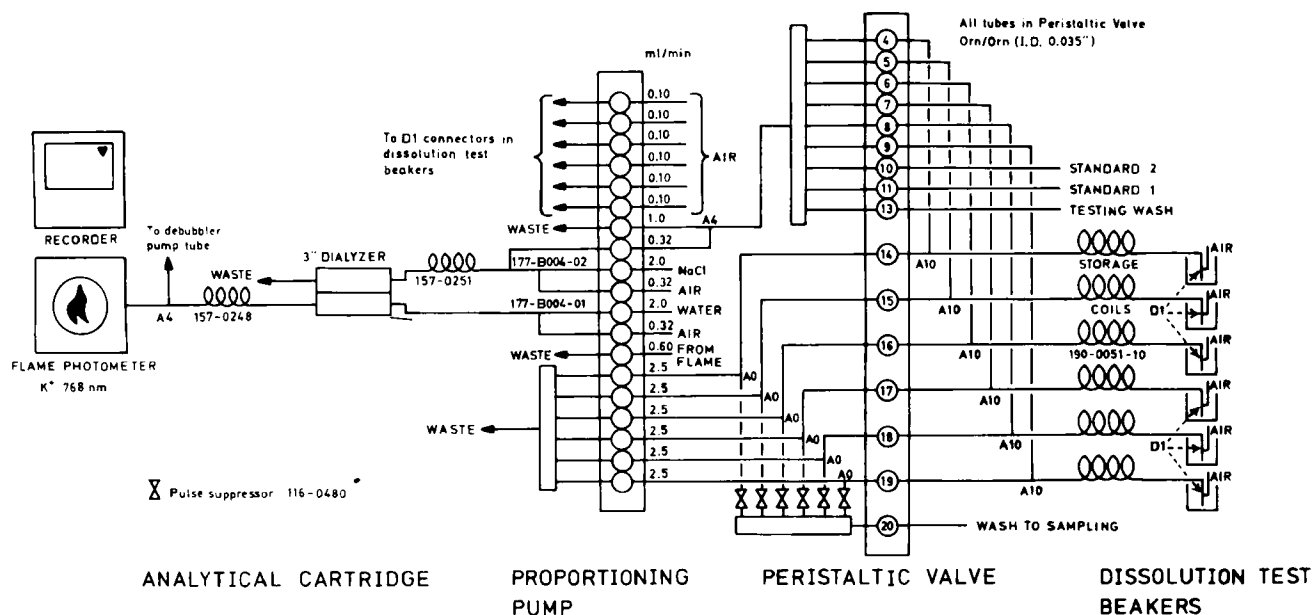 All tubes in Peristaltic Valve
Orn/Orn (I.D. 0.035")
ml/min
To D1 connectors in
dissolution test
beakers
0.10
0.10
0.10
0.10
0.10
0.10
AIR
WASTE
1.0
A4
0.32
2.0
NaCl
0.32
AIR
2.0
WATER
0.32
AIR
WASTE
0.60
FROM
FLAME
2.5
2.5
2.5
2.5
2.5
2.5
WASTE
RECORDER
To debubbler
pump tube
WASTE
3" DIALYZER
177-B004-02
157-0251
177-B004-01
157-0248
A4
FLAME PHOTOMETER
K+ 768 nm
Pulse suppressor 116-0480
4
5
6
7
8
9
10
STANDARD 2
11
STANDARD 1
13
TESTING WASH
14
15
16
17
18
19
20
WASH TO SAMPLING
A0
A0
A0
A0
A0
A0
A10
A10
A10
A10
A10
A10
STORAGE
COILS
190-0051-10
AIR
AIR
AIR
AIR
AIR
AIR
D1
D1
ANALYTICAL CARTRIDGE
PROPORTIONING
PUMP
PERISTALTIC VALVE
DISSOLUTION TEST
BEAKERS